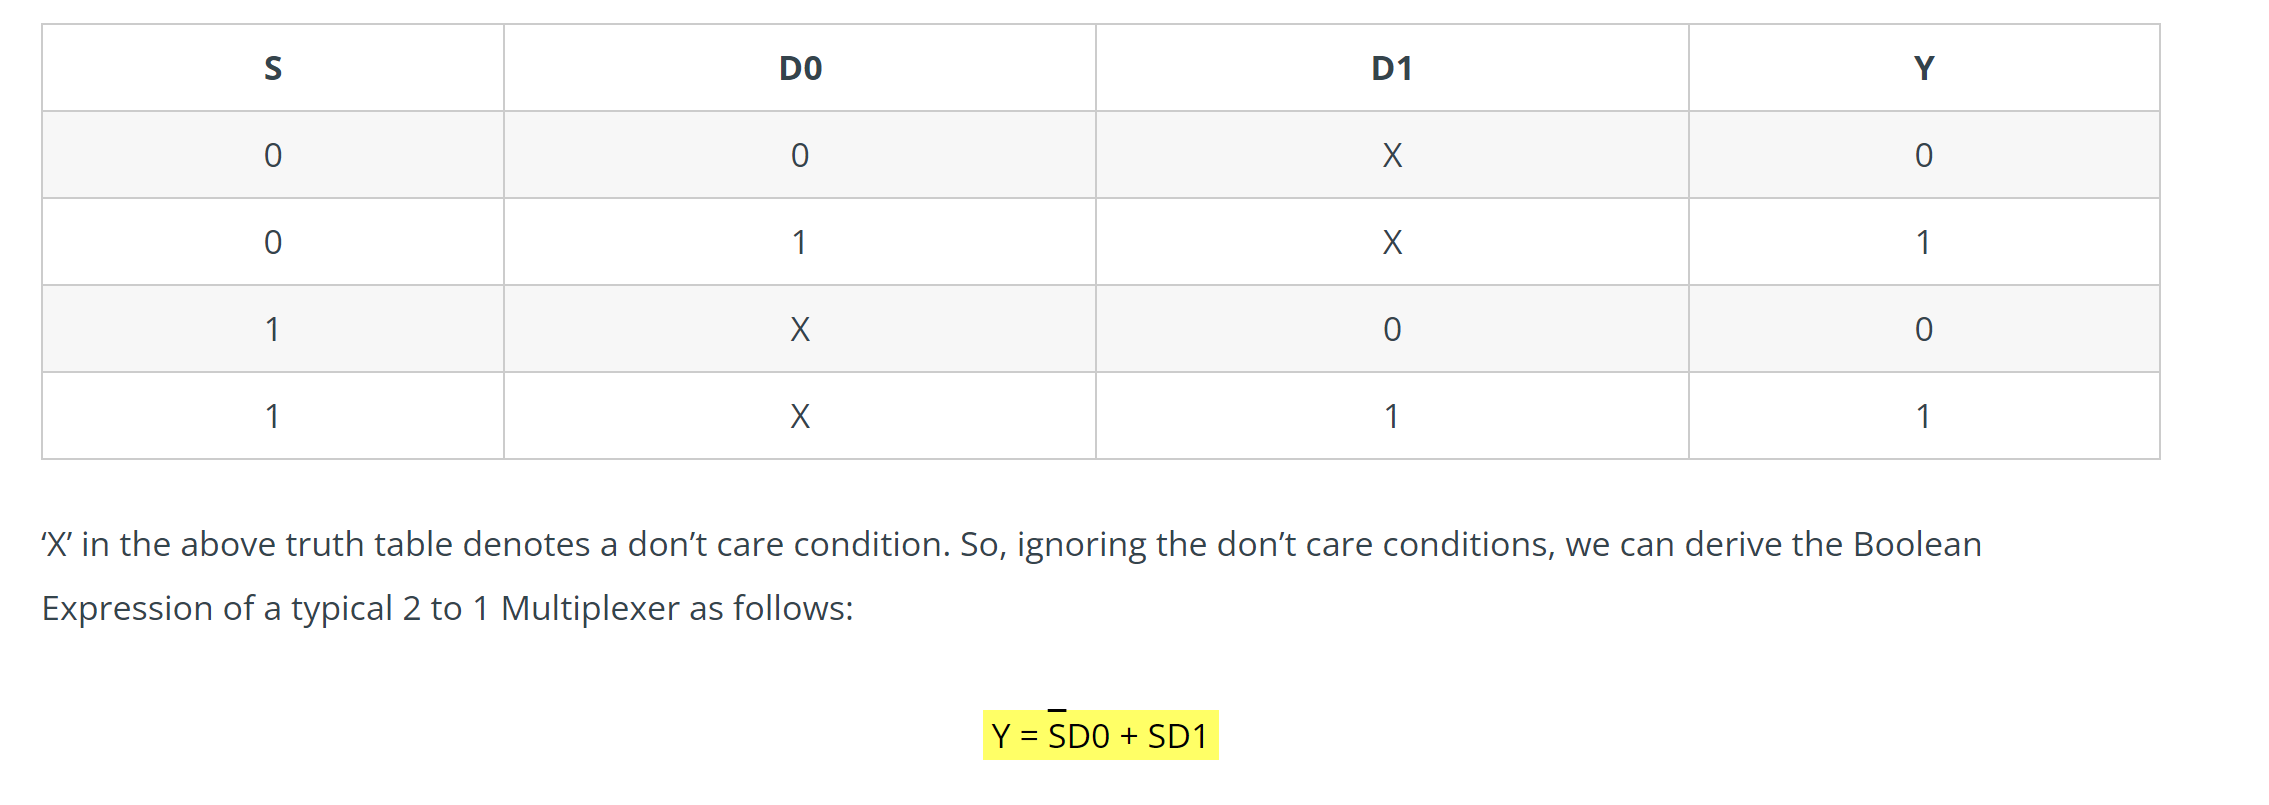 S D0 D1 Y
0 0 X 0
0 1 X 1
1 X 0 0
1 X 1 1
‘X’ in the above truth table denotes a don’t care condition. So, ignoring the don’t care conditions, we can derive the Boolean
Expression of a typical 2 to 1 Multiplexer as follows:
Y = S̅D0 + SD1